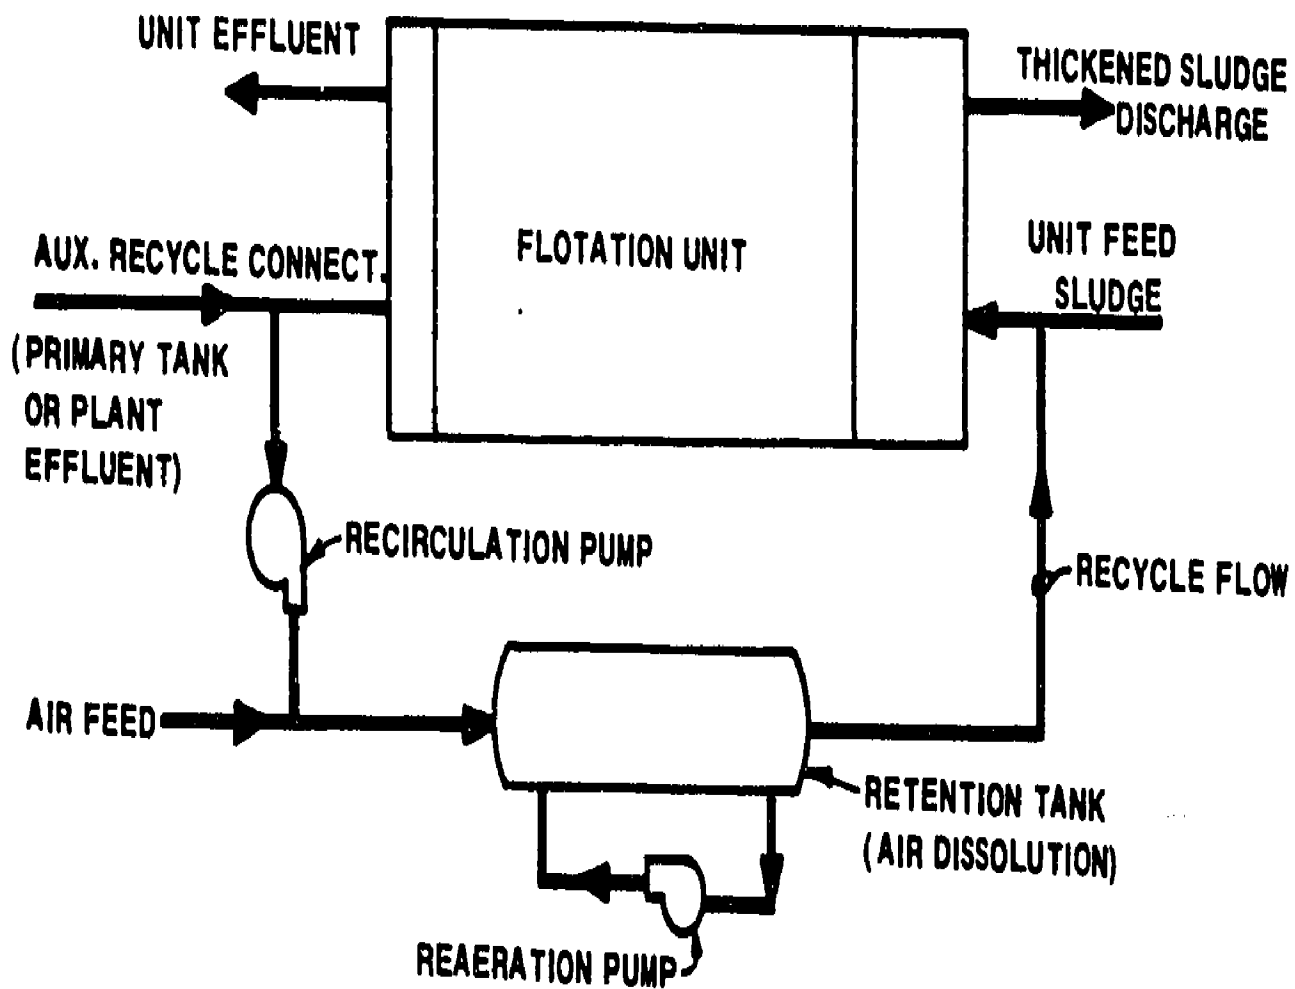 UNIT EFFLUENT
THICKENED SLUDGE
DISCHARGE
AUX. RECYCLE CONNECT.
FLOTATION UNIT
UNIT FEED
SLUDGE
(PRIMARY TANK
OR PLANT
EFFLUENT)
RECIRCULATION PUMP
RECYCLE FLOW
AIR FEED
RETENTION TANK
(AIR DISSOLUTION)
REAERATION PUMP